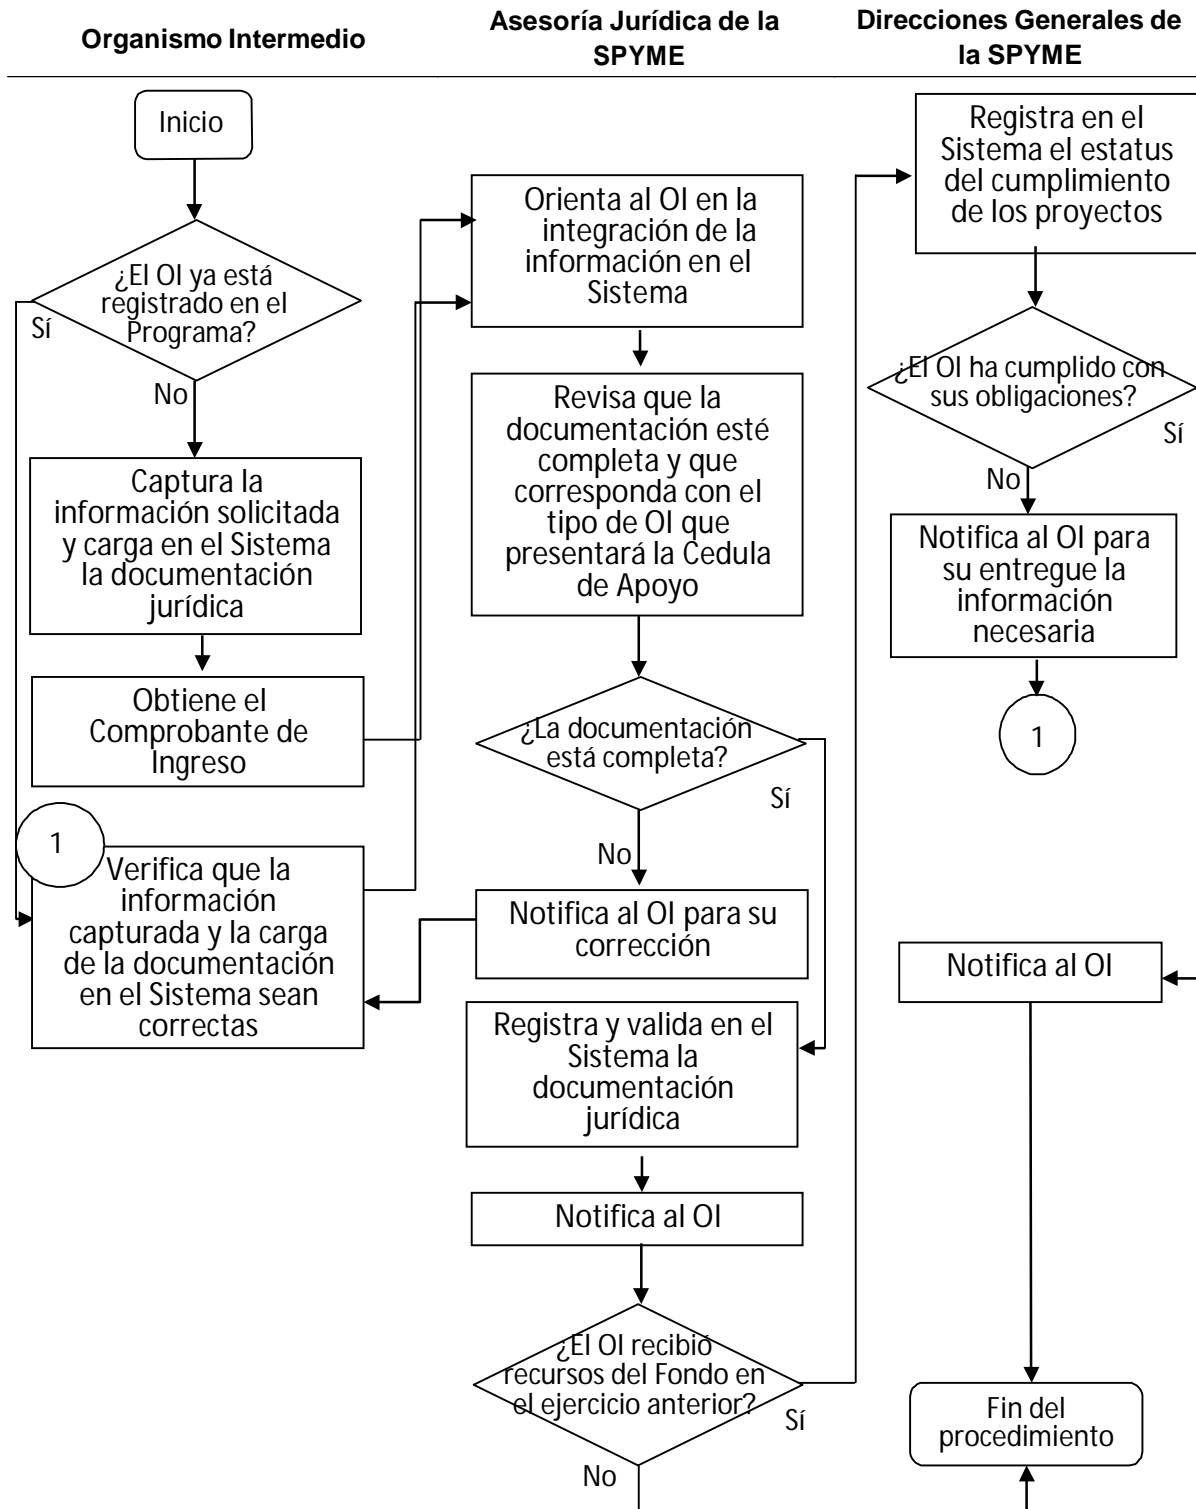 Organismo Intermedio
Asesoría Jurídica de la
SPYME
Direcciones Generales de
la SPYME
Inicio
¿El OI ya está
registrado en el
Programa?
Sí
No
Captura la
información solicitada
y carga en el Sistema
la documentación
jurídica
Obtiene el
Comprobante de
Ingreso
1
Verifica que la
información
capturada y la carga
de la documentación
en el Sistema sean
correctas
Orienta al OI en la
integración de la
información en el
Sistema
Revisa que la
documentación esté
completa y que
corresponda con el
tipo de OI que
presentará la Cedula
de Apoyo
¿La documentación
está completa?
Sí
No
Notifica al OI para su
corrección
Registra y valida en el
Sistema la
documentación
jurídica
Notifica al OI
¿El OI recibió
recursos del Fondo en
el ejercicio anterior?
Sí
No
Registra en el
Sistema el estatus
del cumplimiento
de los proyectos
¿El OI ha cumplido con
sus obligaciones?
Sí
No
Notifica al OI para
su entregue la
información
necesaria
1
Notifica al OI
Fin del
procedimiento